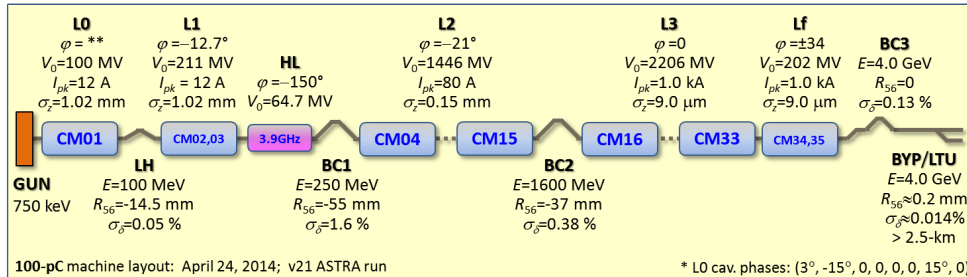 L0
φ = **
V0=100 MV
Ipk=12 A
σz=1.02 mm
L1
φ=−12.7°
V0=211 MV
Ipk = 12 A
σz=1.02 mm
HL
φ=−150°
V0=64.7 MV
L2
φ=−21°
V0=1446 MV
Ipk=80 A
σz=0.15 mm
L3
φ=0
V0=2206 MV
Ipk=1.0 kA
σz=9.0 μm
Lf
φ=±34
V0=202 MV
Ipk=1.0 kA
σz=9.0 μm
BC3
E=4.0 GeV
R56=0
σδ=0.13 %
CM01
CM02,03
3.9GHz
CM04
CM15
CM16
CM33
CM34,35
GUN
750 keV
LH
E=100 MeV
R56=-14.5 mm
σδ=0.05 %
BC1
E=250 MeV
R56=-55 mm
σδ=1.6 %
BC2
E=1600 MeV
R56=-37 mm
σδ=0.38 %
BYP/LTU
E=4.0 GeV
R56≈0.2 mm
σδ≈0.014%
> 2.5-km
100-pC machine layout: April 24, 2014; v21 ASTRA run
* L0 cav. phases: (3°, -15°, 0, 0, 0, 0, 15°, 0)